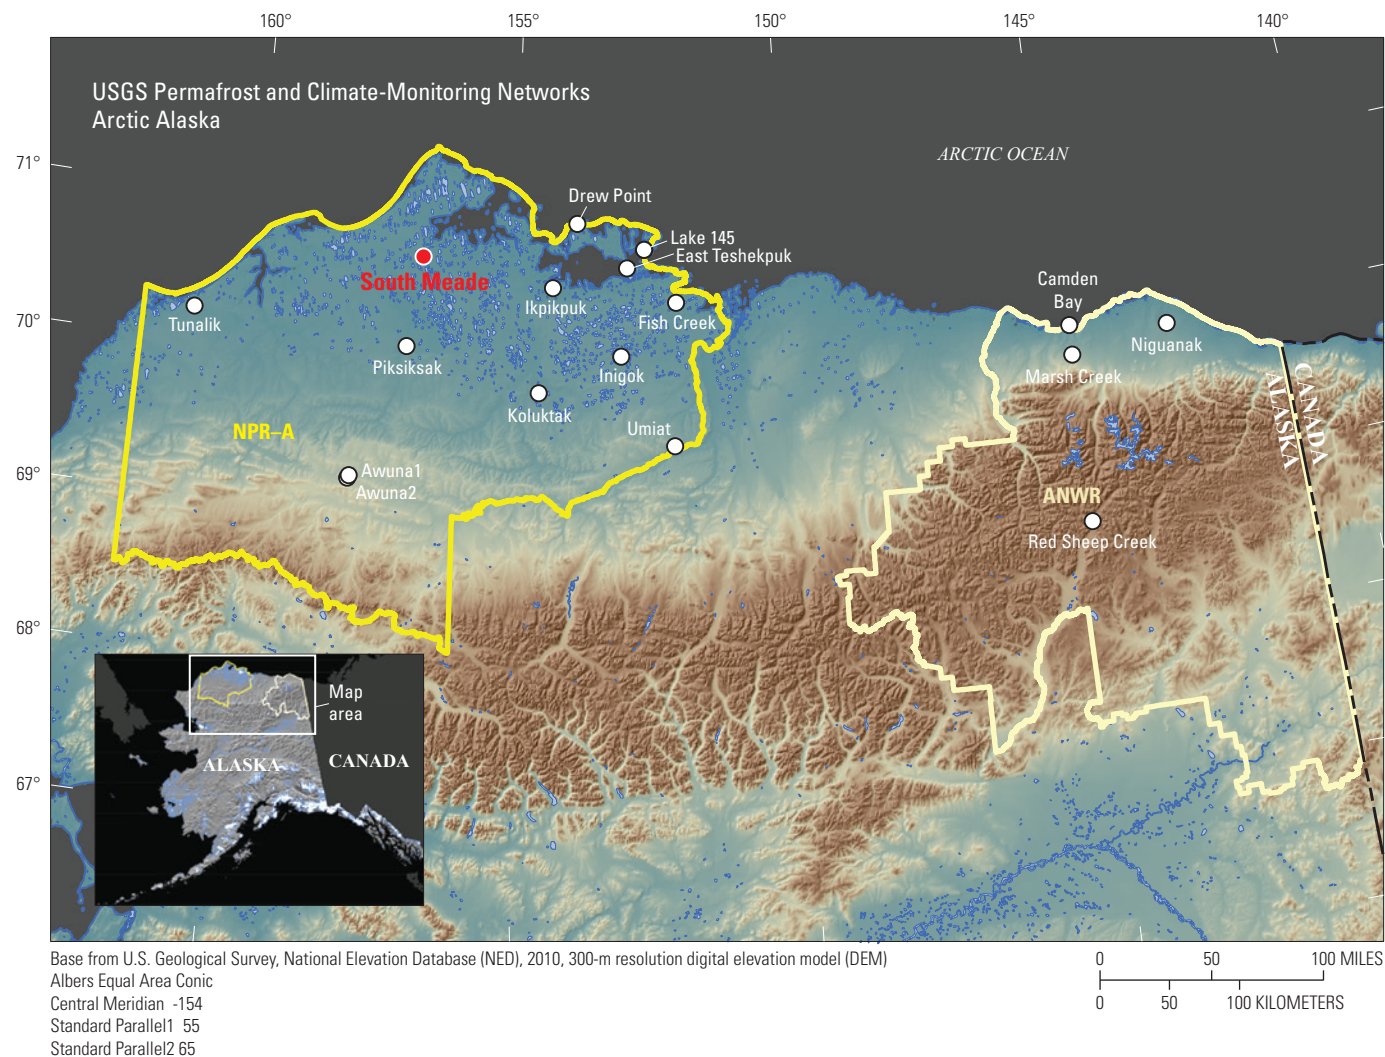 160°
155°
150°
145°
140°
USGS Permafrost and Climate-Monitoring Networks
Arctic Alaska
71°
ARCTIC OCEAN
Drew Point
Lake 145
East Teshekpuk
South Meade
Camden
Bay
Ikpikpuk
Fish Creek
70°
Tunalik
Niguanak
Piksiksak
Inigok
Marsh Creek
CANADA
ALASKA
Koluktak
Umiat
NPR–A
69°
Awuna1
Awuna2
ANWR
Red Sheep Creek
68°
Map
area
ALASKA
CANADA
67°
Base from U.S. Geological Survey, National Elevation Database (NED), 2010, 300-m resolution digital elevation model (DEM)
Albers Equal Area Conic
Central Meridian -154
Standard Parallel1 55
Standard Parallel2 65
0 50 100 MILES
0 50 100 KILOMETERS